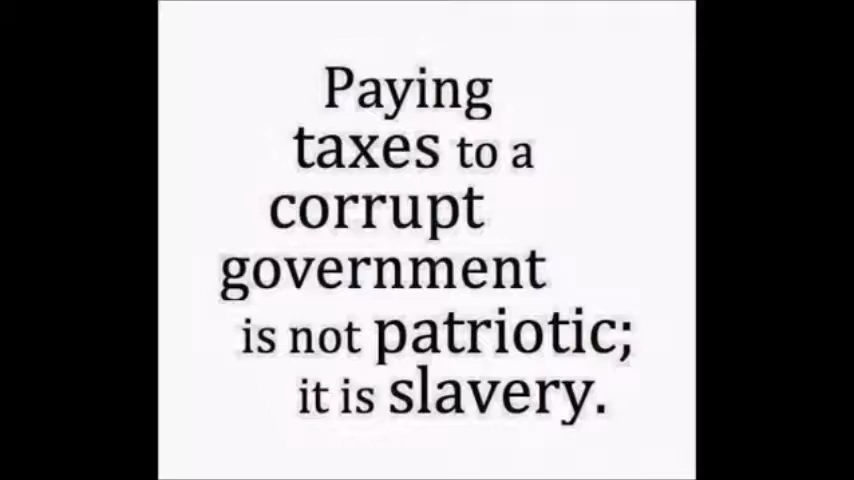 Paying
taxes to a
corrupt
government
is not patriotic;
it is slavery.